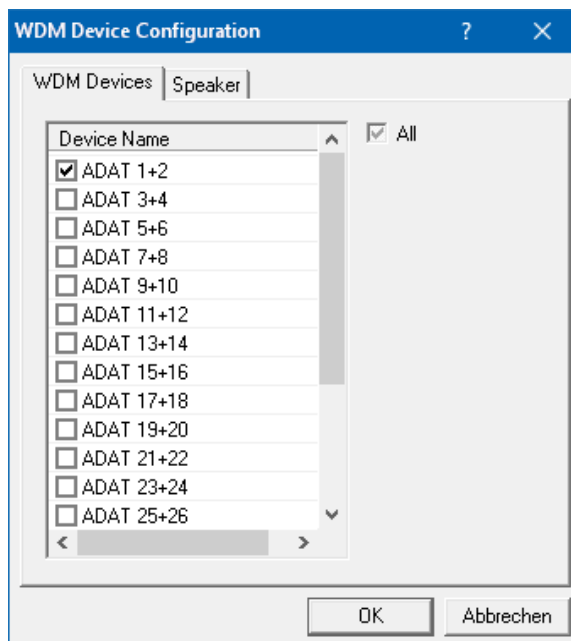 WDM Device Configuration ?
WDM Devices Speaker
Device Name All
ADAT 1+2
ADAT 3+4
ADAT 5+6
ADAT 7+8
ADAT 9+10
ADAT 11+12
ADAT 13+14
ADAT 15+16
ADAT 17+18
ADAT 19+20
ADAT 21+22
ADAT 23+24
ADAT 25+26
OK Abbrechen